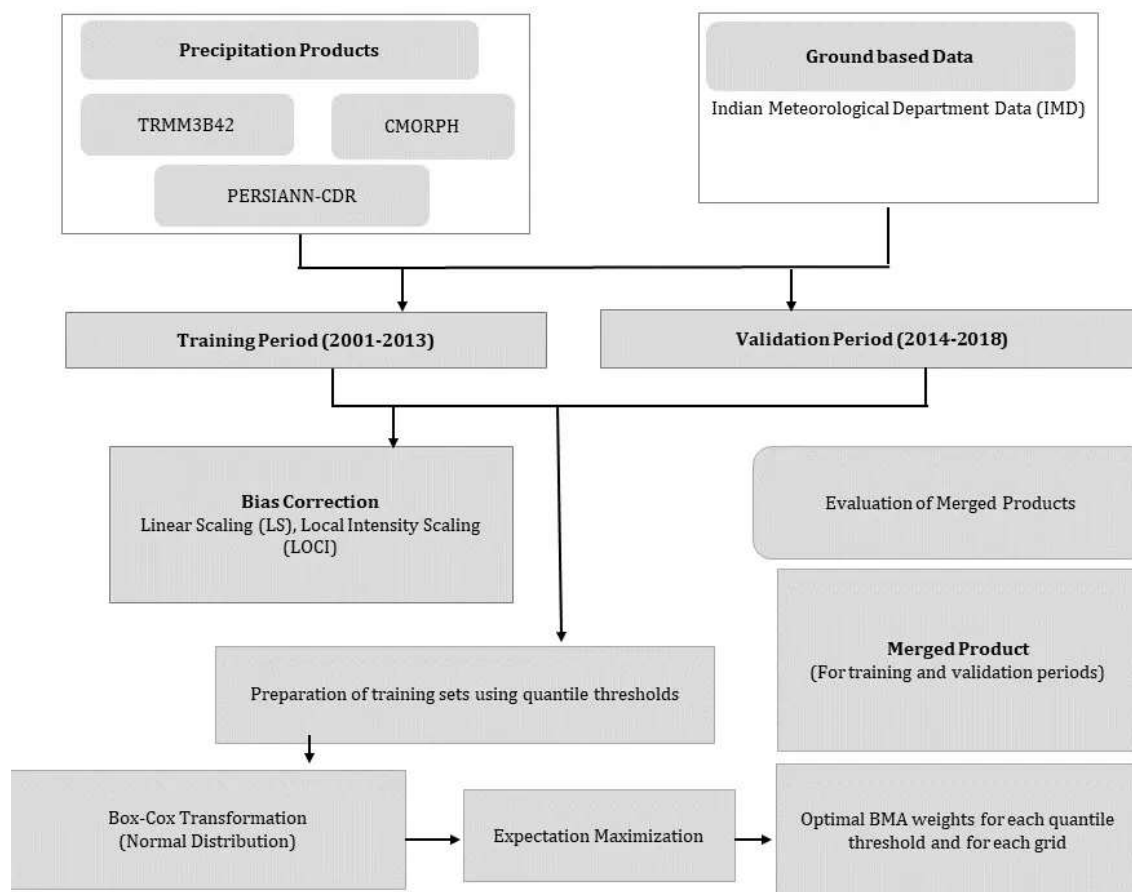 Precipitation Products
TRMM3B42
CMORPH
PERSIANN-CDR
Ground based Data
Indian Meteorological Department Data (IMD)
Training Period (2001-2013)
Validation Period (2014-2018)
Bias Correction
Linear Scaling (LS), Local Intensity Scaling
(LOCI)
Evaluation of Merged Products
Merged Product
(For training and validation periods)
Preparation of training sets using quantile thresholds
Box-Cox Transformation
(Normal Distribution)
Expectation Maximization
Optimal BMA weights for each quantile
threshold and for each grid